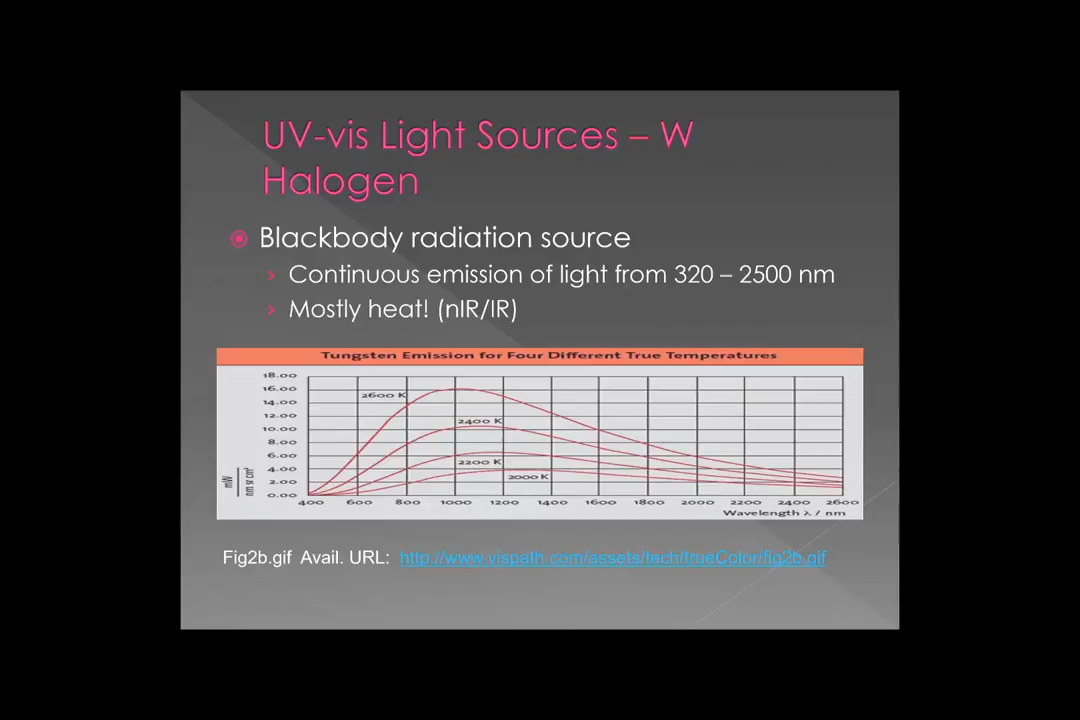 UV-vis Light Sources – W
Halogen
Blackbody radiation source
Continuous emission of light from 320 – 2500 nm
Mostly heat! (nIR/IR)
Tungsten Emission for Four Different True Temperatures
18.00
16.00
14.00
12.00
10.00
8.00
6.00
4.00
2.00
0.00
mW
nm sr cm²
2600 K
2400 K
2200 K
2000 K
400 600 800 1000 1200 1400 1600 1800 2000 2200 2400 2600
Wavelength λ / nm
Fig2b.gif Avail. URL: http://www.vispath.com/assets/tech/trueColor/fig2b.gif